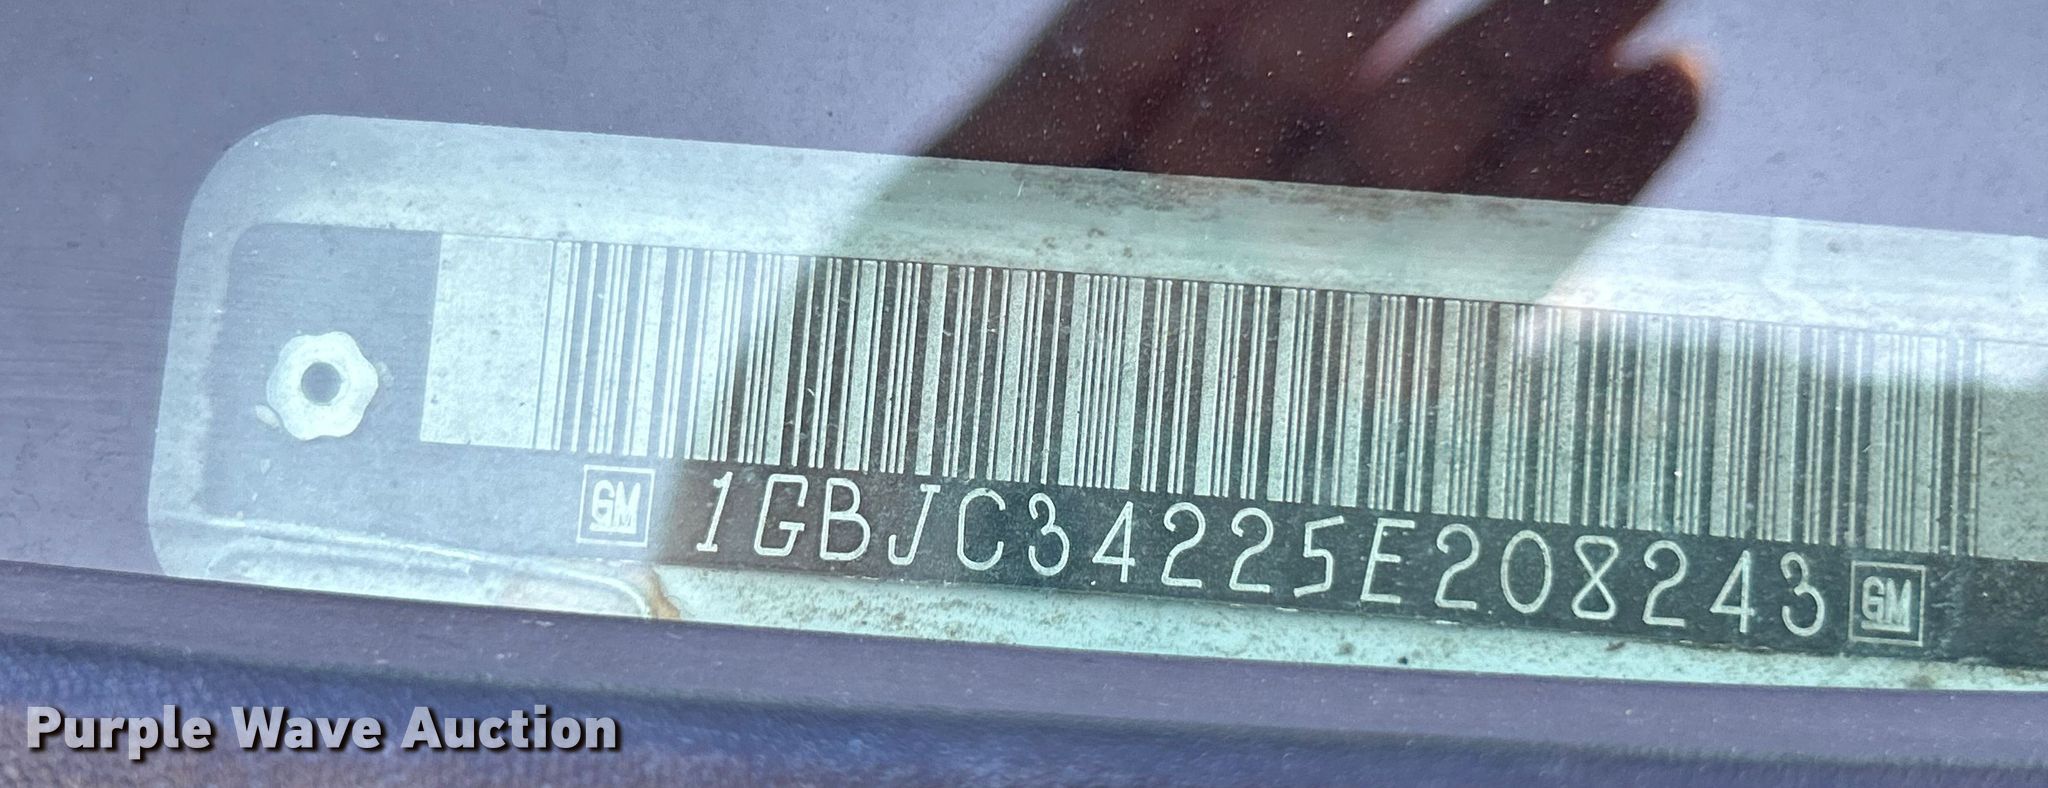 GM 1GBJC34225E208243 GM
Purple Wave Auction